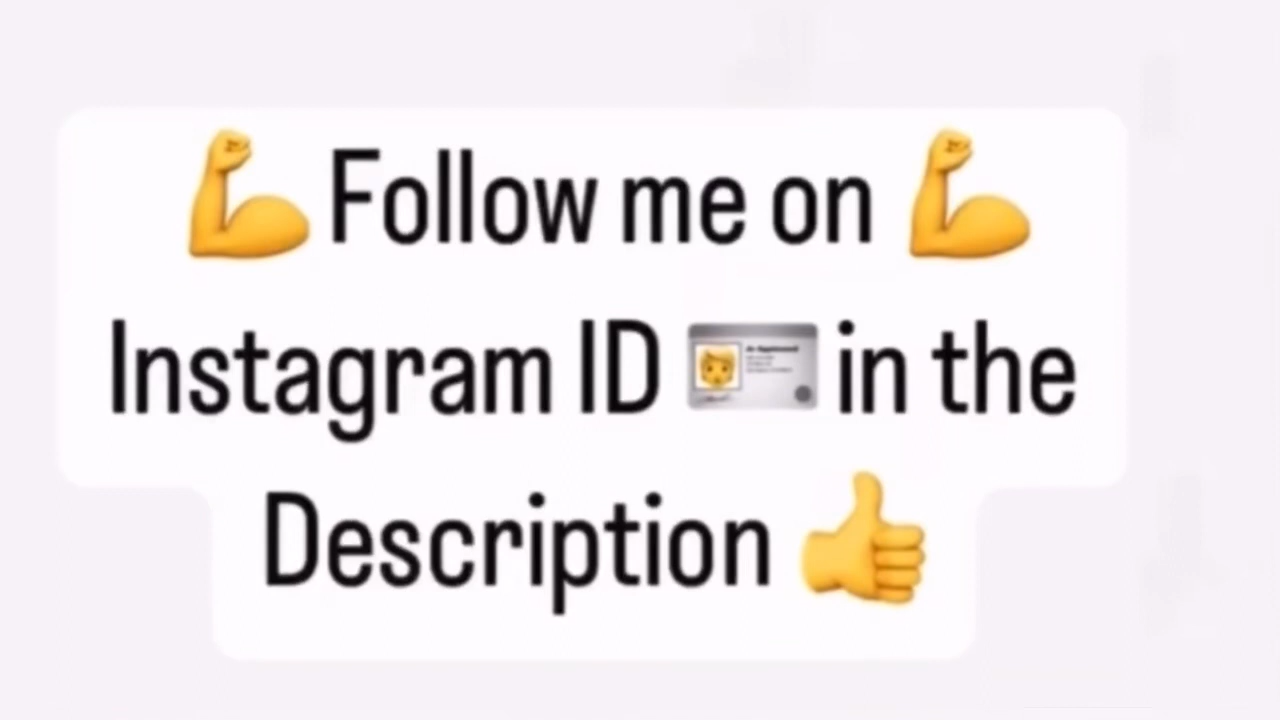 💪 Follow me on 💪
Instagram ID 🪪 in the
Description 👍